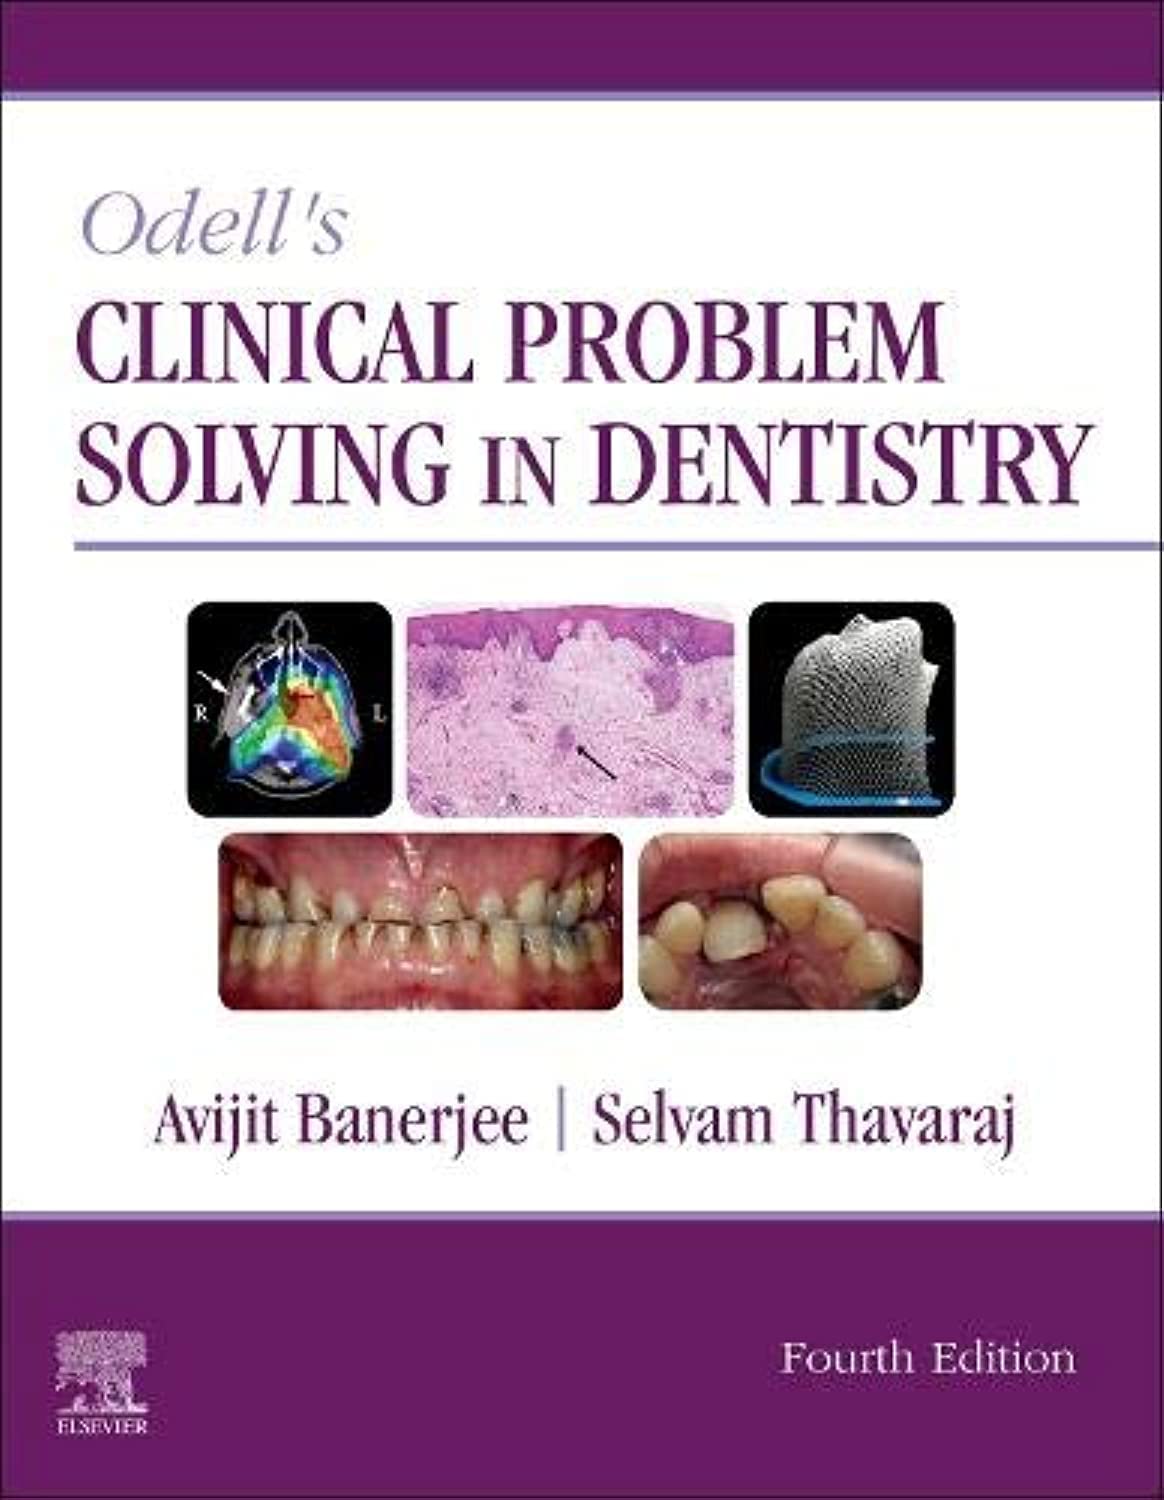 Odell's
CLINICAL PROBLEM
SOLVING IN DENTISTRY
R
L
Avijit Banerjee | Selvam Thavaraj
Fourth Edition
ELSEVIER